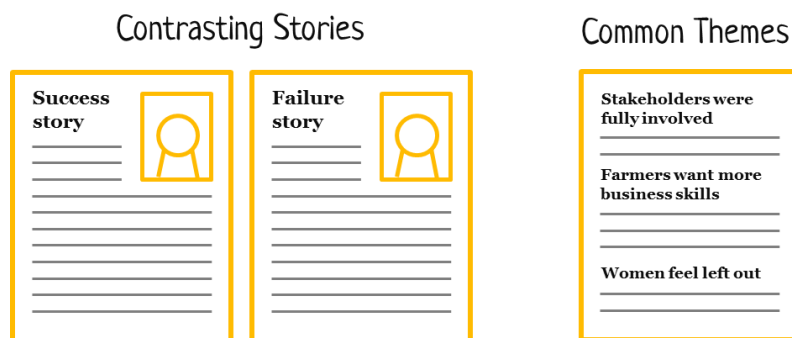 Contrasting Stories
Success
story
Failure
story
Common Themes
Stakeholders were
fully involved
Farmers want more
business skills
Women feel left out